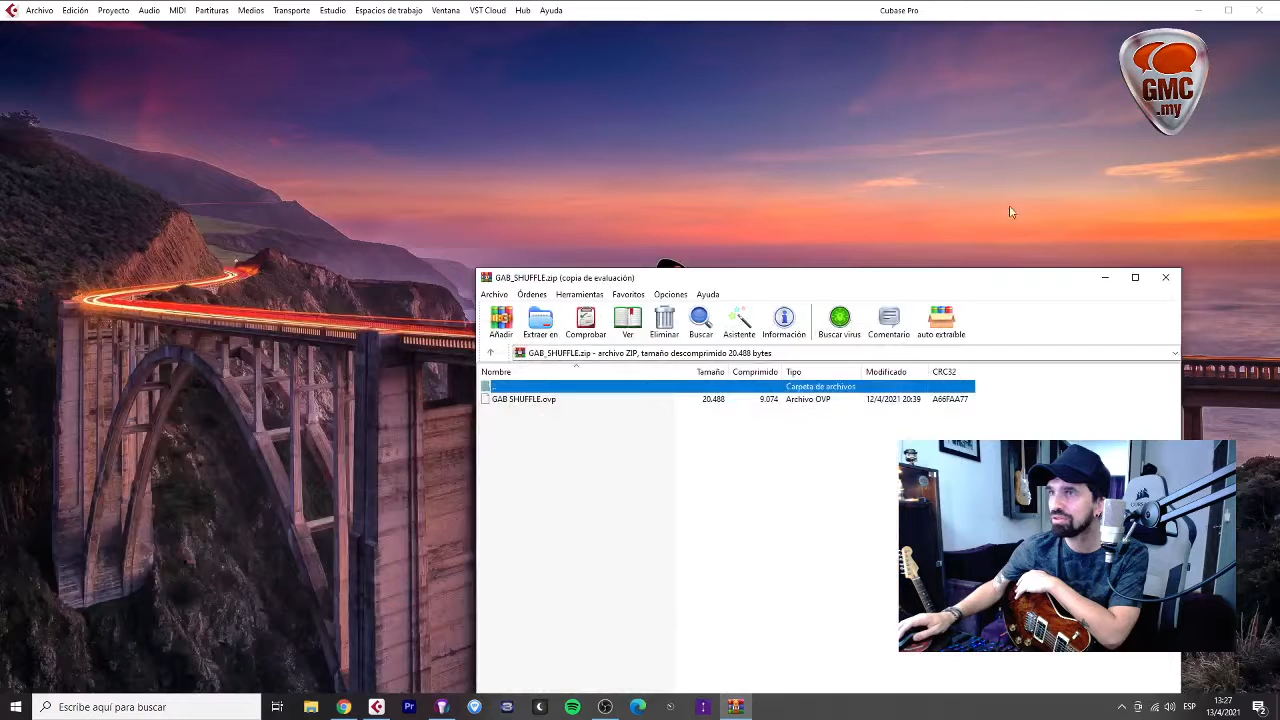 Archivo Edición Proyecto Audio MIDI Partituras Medios Transporte Estudio Espacios de trabajo Ventana VST Cloud Hub Ayuda Cubase Pro
GMC
.my
GAB_SHUFFLE.zip (copia de evaluación)
Archivo Órdenes Herramientas Favoritos Opciones Ayuda
Añadir Extraer en Comprobar Ver Eliminar Buscar Asistente Información Buscar virus Comentario auto extraíble
GAB_SHUFFLE.zip - archivo ZIP, tamaño descomprimido 20.488 bytes
Nombre Tamaño Comprimido Tipo Modificado CRC32
.. Carpeta de archivos
GAB SHUFFLE.ovp 20.488 9.074 Archivo OVP 12/4/2021 20:39 A66FAA77
Escribe aquí para buscar
Pr
ESP
13:27
13/4/2021
2